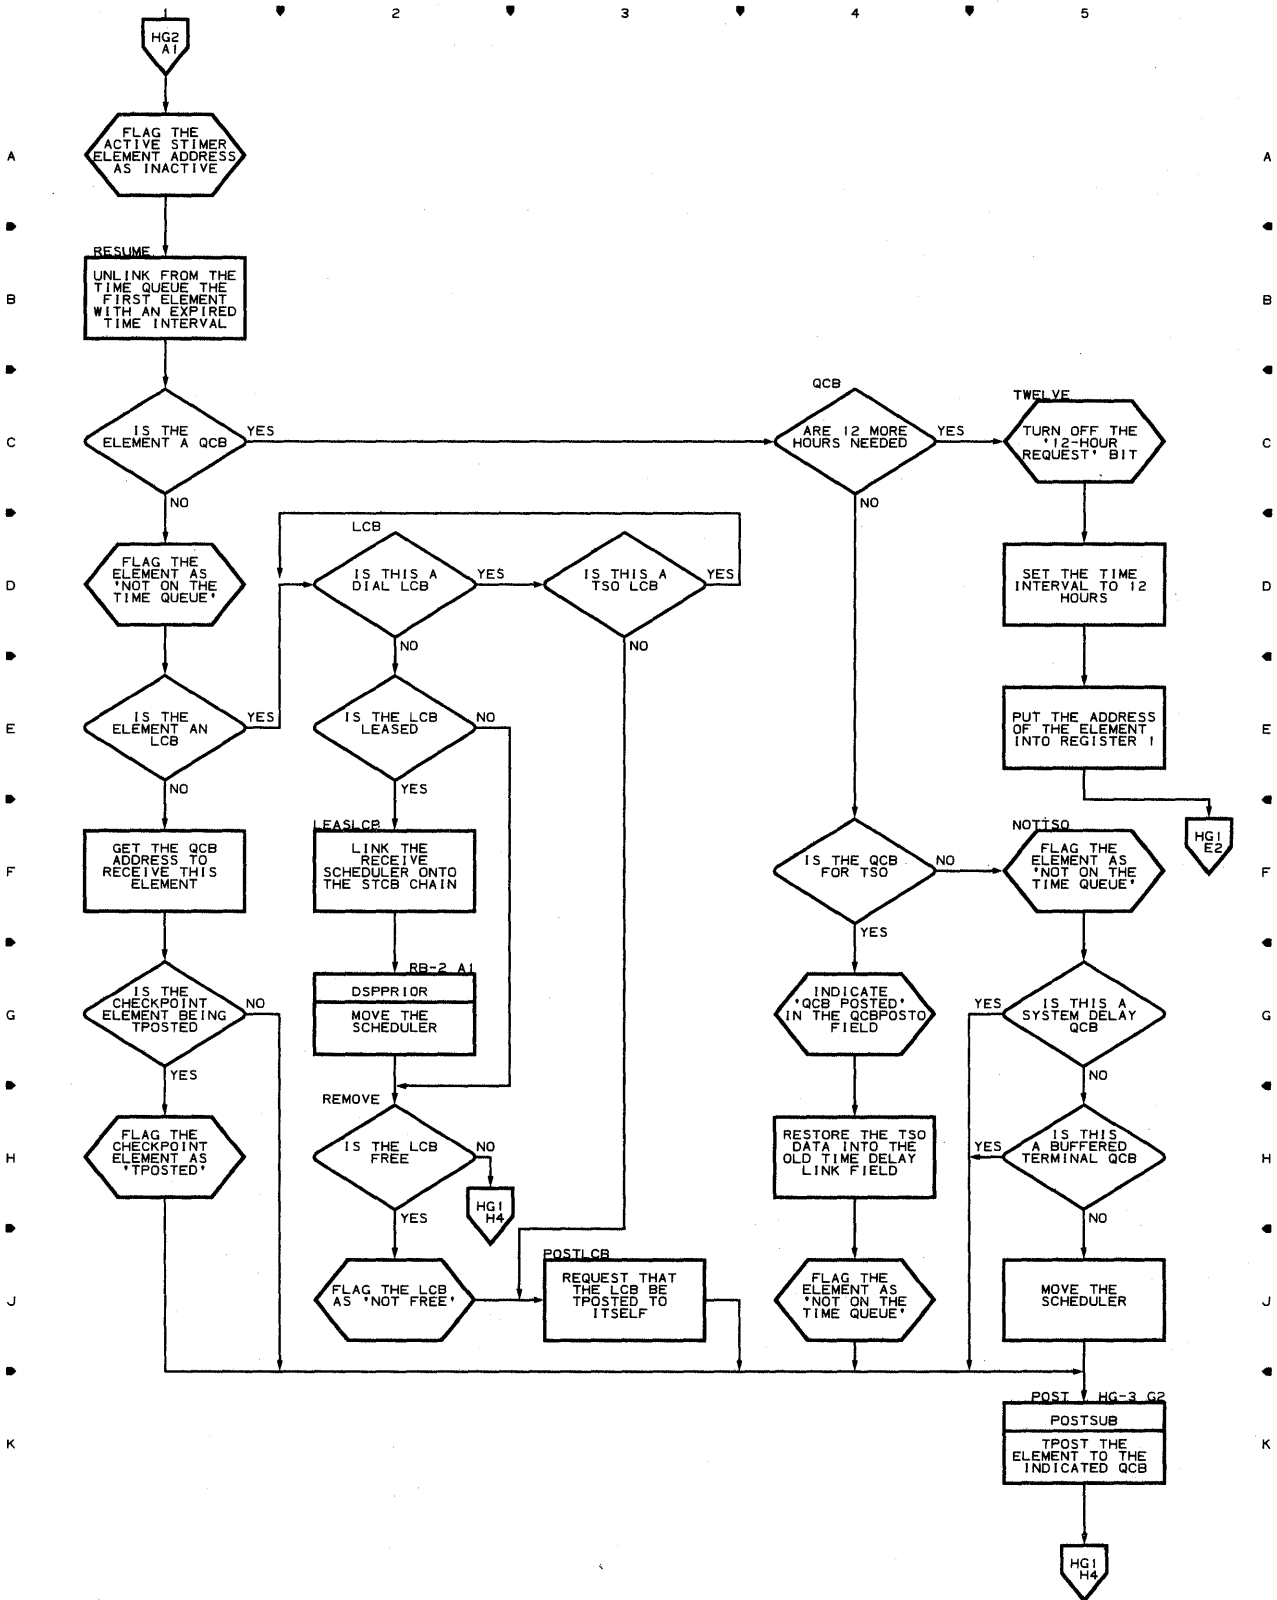 1 2 3 4 5
HG2
A1
FLAG THE
ACTIVE STIMER
ELEMENT ADDRESS
AS INACTIVE
A A
RESUME
UNLINK FROM THE
TIME QUEUE THE
FIRST ELEMENT
WITH AN EXPIRED
TIME INTERVAL
B B
IS THE
ELEMENT A QCB
YES
NO
QCB
ARE 12 MORE
HOURS NEEDED
YES
NO
TWELVE
TURN OFF THE
'12-HOUR
REQUEST' BIT
C C
FLAG THE
ELEMENT AS
'NOT ON THE
TIME QUEUE'
LCB
IS THIS A
DIAL LCB
YES
NO
IS THIS A
TSO LCB
YES
NO
SET THE TIME
INTERVAL TO 12
HOURS
D D
IS THE
ELEMENT AN
LCB
YES
NO
IS THE LCB
LEASED
NO
YES
PUT THE ADDRESS
OF THE ELEMENT
INTO REGISTER 1
E E
HG1
E2
GET THE QCB
ADDRESS TO
RECEIVE THIS
ELEMENT
LEASLCB
LINK THE
RECEIVE
SCHEDULER ONTO
THE STCB CHAIN
IS THE QCB
FOR TSO
NO
YES
NOTTSO
FLAG THE
ELEMENT AS
'NOT ON THE
TIME QUEUE'
F F
IS THE
CHECKPOINT
ELEMENT BEING
TPOSTED
NO
YES
RB-2 A1
DSPPRIOR
MOVE THE
SCHEDULER
INDICATE
'QCB POSTED'
IN THE QCBPOSTO
FIELD
YES
IS THIS A
SYSTEM DELAY
QCB
NO
G G
FLAG THE
CHECKPOINT
ELEMENT AS
'TPOSTED'
REMOVE
IS THE LCB
FREE
NO
YES
HG1
H4
RESTORE THE TSO
DATA INTO THE
OLD TIME DELAY
LINK FIELD
YES
IS THIS
A BUFFERED
TERMINAL QCB
NO
H H
FLAG THE LCB
AS 'NOT FREE'
POSTLCB
REQUEST THAT
THE LCB BE
TPOSTED TO
ITSELF
FLAG THE
ELEMENT AS
'NOT ON THE
TIME QUEUE'
MOVE THE
SCHEDULER
J J
POST HG-3 G2
POSTSUB
TPOST THE
ELEMENT TO THE
INDICATED QCB
K K
HG1
H4